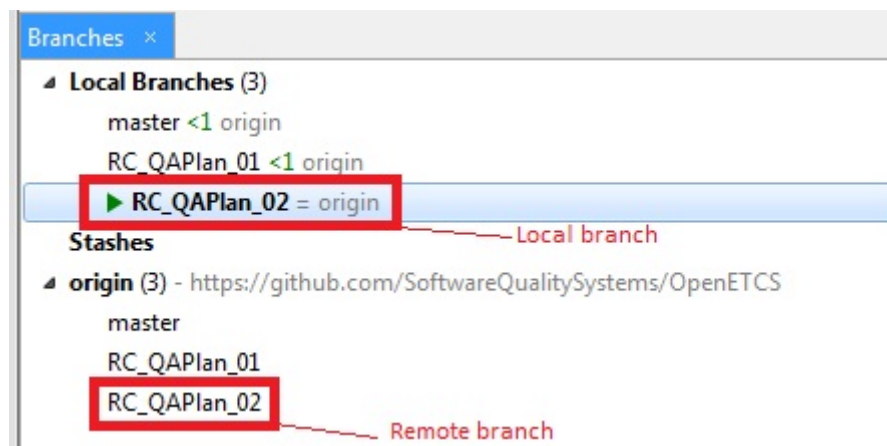 Branches ×
Local Branches (3)
master <1 origin
RC_QAPlan_01 <1 origin
RC_QAPlan_02 = origin
Local branch
Stashes
origin (3) - https://github.com/SoftwareQualitySystems/OpenETCS
master
RC_QAPlan_01
RC_QAPlan_02
Remote branch